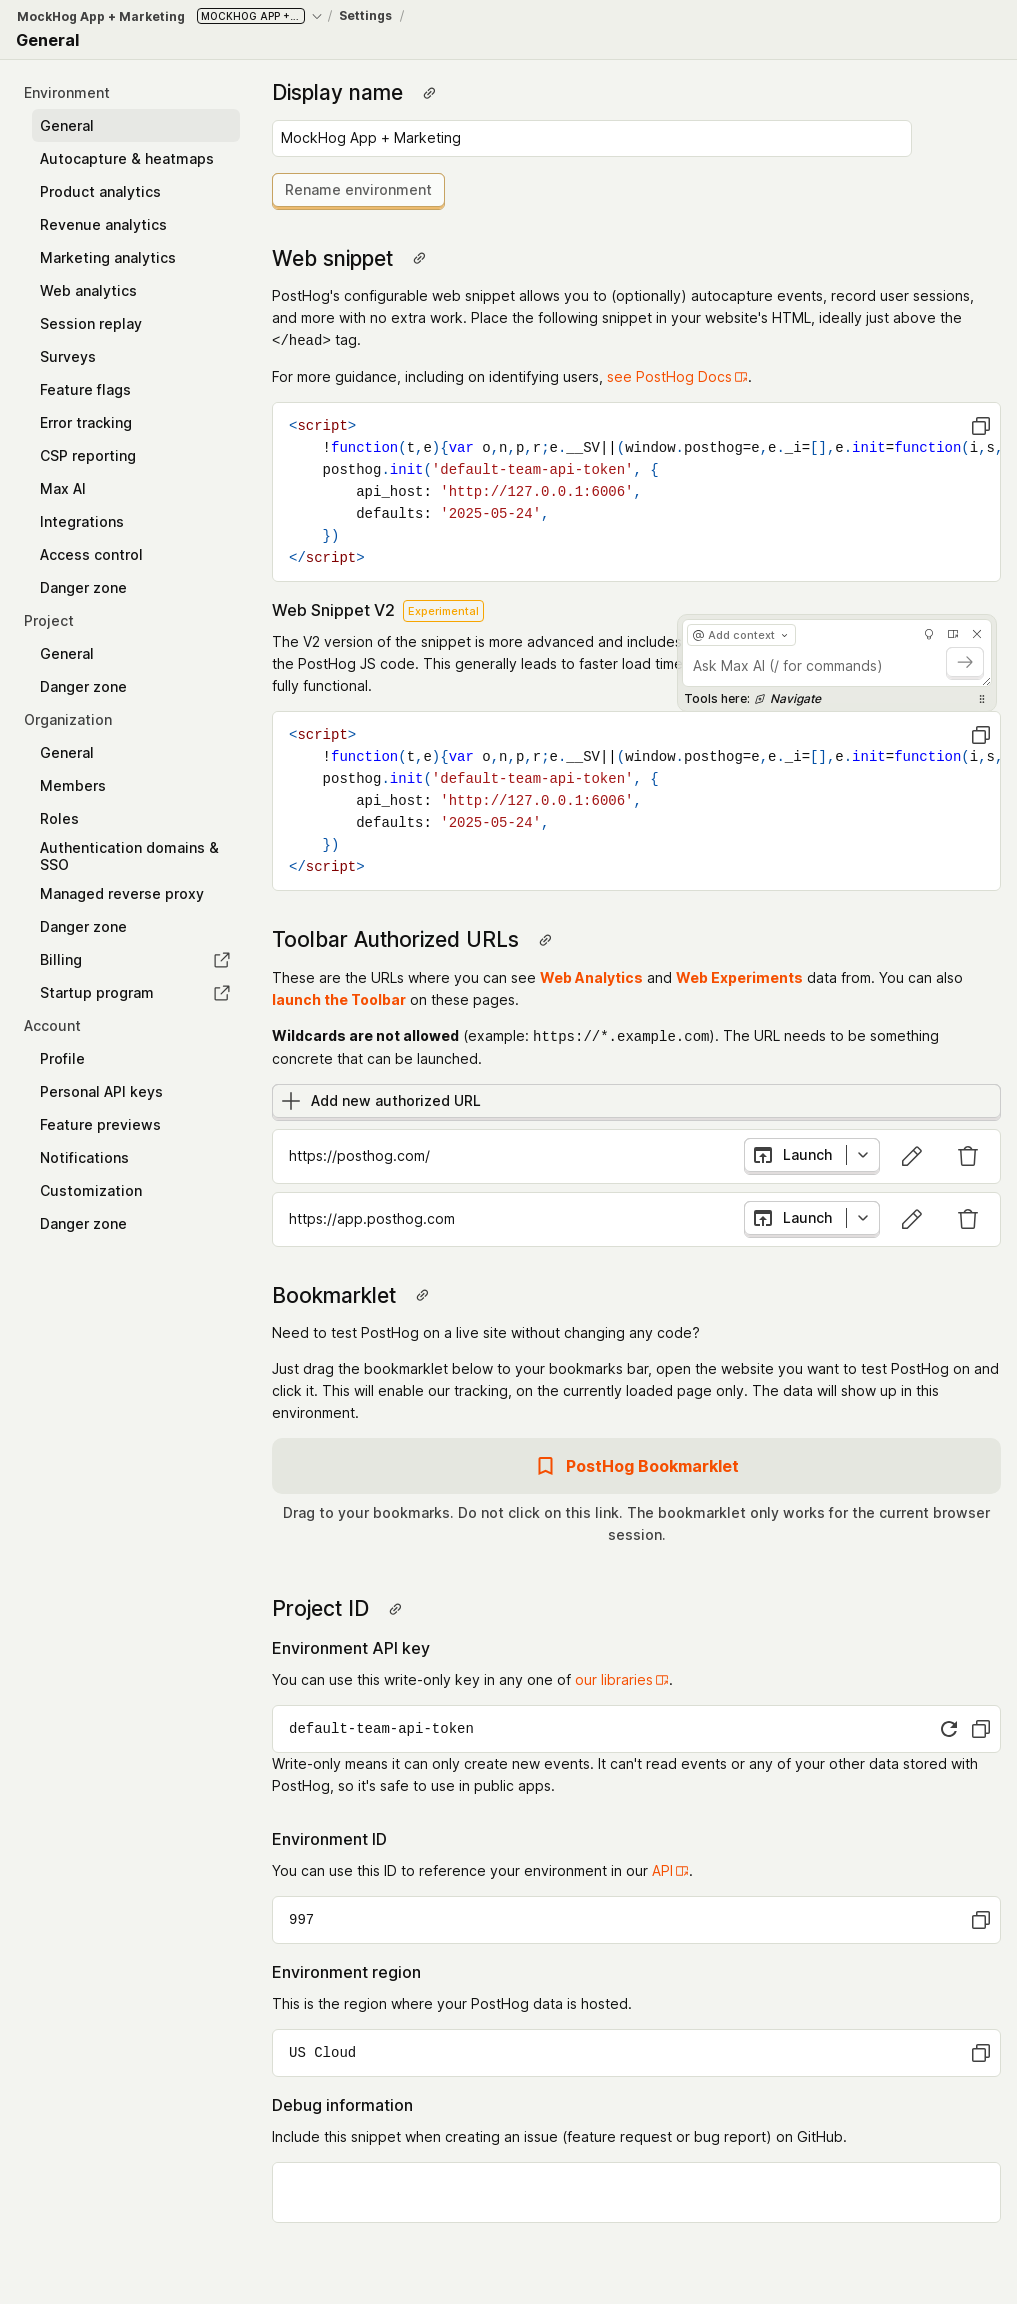 MockHog App + Marketing MOCKHOG APP +... / Settings /
General
Environment
General
Autocapture & heatmaps
Product analytics
Revenue analytics
Marketing analytics
Web analytics
Session replay
Surveys
Feature flags
Error tracking
CSP reporting
Max AI
Integrations
Access control
Danger zone
Project
General
Danger zone
Organization
General
Members
Roles
Authentication domains &
SSO
Managed reverse proxy
Danger zone
Billing
Startup program
Account
Profile
Personal API keys
Feature previews
Notifications
Customization
Danger zone
Display name
MockHog App + Marketing
Rename environment
Web snippet
PostHog's configurable web snippet allows you to (optionally) autocapture events, record user sessions,
and more with no extra work. Place the following snippet in your website's HTML, ideally just above the
</head> tag.
For more guidance, including on identifying users, see PostHog Docs.
<script>
!function(t,e){var o,n,p,r;e.__SV||(window.posthog=e,e._i=[],e.init=function(i,s,
posthog.init('default-team-api-token', {
api_host: 'http://127.0.0.1:6006',
defaults: '2025-05-24',
})
</script>
Web Snippet V2 Experimental
The V2 version of the snippet is more advanced and includes
the PostHog JS code. This generally leads to faster load time
fully functional.
@ Add context
Ask Max AI (/ for commands)
Tools here: Navigate
<script>
!function(t,e){var o,n,p,r;e.__SV||(window.posthog=e,e._i=[],e.init=function(i,s,
posthog.init('default-team-api-token', {
api_host: 'http://127.0.0.1:6006',
defaults: '2025-05-24',
})
</script>
Toolbar Authorized URLs
These are the URLs where you can see Web Analytics and Web Experiments data from. You can also
launch the Toolbar on these pages.
Wildcards are not allowed (example: https://*.example.com). The URL needs to be something
concrete that can be launched.
Add new authorized URL
https://posthog.com/ Launch
https://app.posthog.com Launch
Bookmarklet
Need to test PostHog on a live site without changing any code?
Just drag the bookmarklet below to your bookmarks bar, open the website you want to test PostHog on and
click it. This will enable our tracking, on the currently loaded page only. The data will show up in this
environment.
PostHog Bookmarklet
Drag to your bookmarks. Do not click on this link. The bookmarklet only works for the current browser
session.
Project ID
Environment API key
You can use this write-only key in any one of our libraries.
default-team-api-token
Write-only means it can only create new events. It can't read events or any of your other data stored with
PostHog, so it's safe to use in public apps.
Environment ID
You can use this ID to reference your environment in our API.
997
Environment region
This is the region where your PostHog data is hosted.
US Cloud
Debug information
Include this snippet when creating an issue (feature request or bug report) on GitHub.